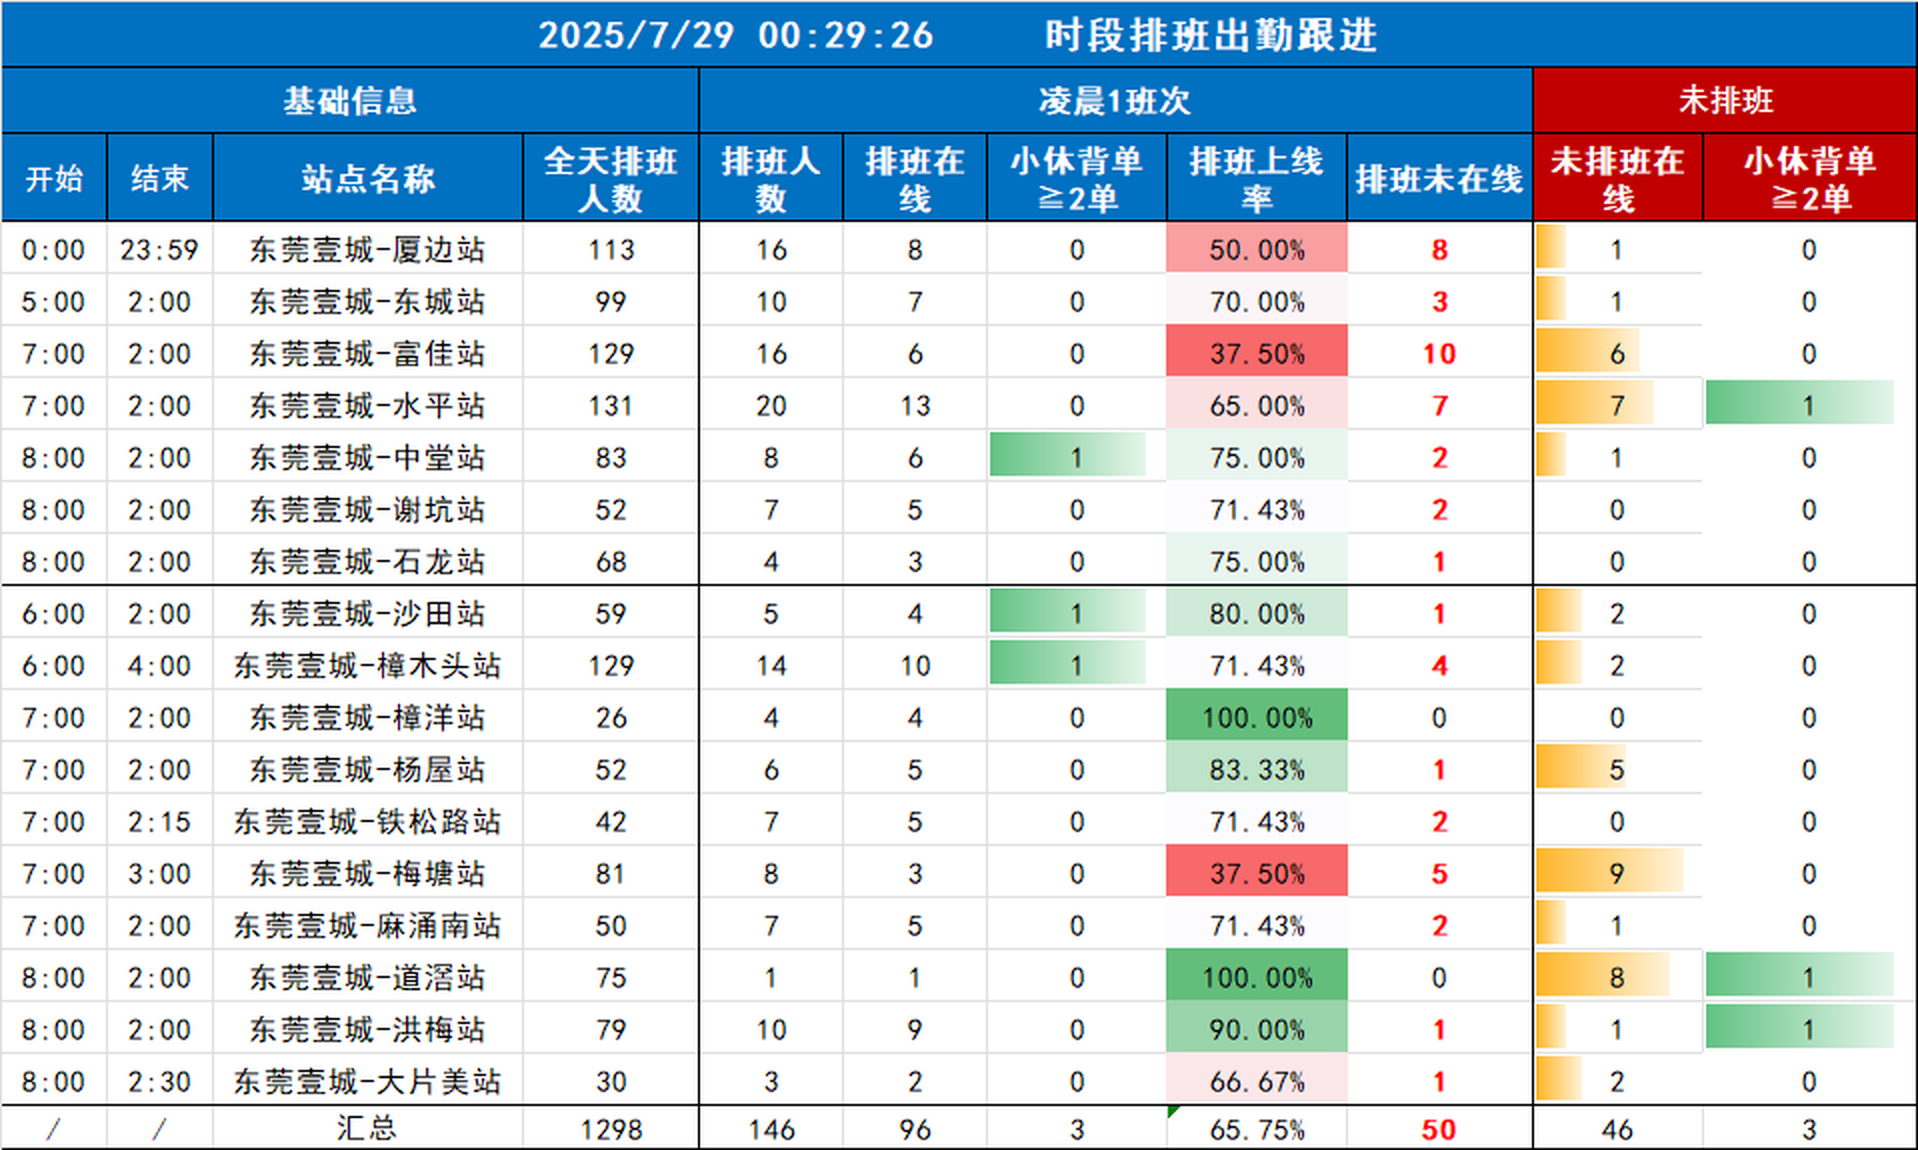 2025/7/29 00:29:26 时段排班出勤跟进
基础信息 凌晨1班次 未排班
开始 结束 站点名称 全天排班人数 排班人数 排班在线 小休背单≧2单 排班上线率 排班未在线 未排班在线 小休背单≧2单
0:00 23:59 东莞壹城-厦边站 113 16 8 0 50.00% 8 1 0
5:00 2:00 东莞壹城-东城站 99 10 7 0 70.00% 3 1 0
7:00 2:00 东莞壹城-富佳站 129 16 6 0 37.50% 10 6 0
7:00 2:00 东莞壹城-水平站 131 20 13 0 65.00% 7 7 1
8:00 2:00 东莞壹城-中堂站 83 8 6 1 75.00% 2 1 0
8:00 2:00 东莞壹城-谢坑站 52 7 5 0 71.43% 2 0 0
8:00 2:00 东莞壹城-石龙站 68 4 3 0 75.00% 1 0 0
6:00 2:00 东莞壹城-沙田站 59 5 4 1 80.00% 1 2 0
6:00 4:00 东莞壹城-樟木头站 129 14 10 1 71.43% 4 2 0
7:00 2:00 东莞壹城-樟洋站 26 4 4 0 100.00% 0 0 0
7:00 2:00 东莞壹城-杨屋站 52 6 5 0 83.33% 1 5 0
7:00 2:15 东莞壹城-铁松路站 42 7 5 0 71.43% 2 0 0
7:00 3:00 东莞壹城-梅塘站 81 8 3 0 37.50% 5 9 0
7:00 2:00 东莞壹城-麻涌南站 50 7 5 0 71.43% 2 1 0
8:00 2:00 东莞壹城-道滘站 75 1 1 0 100.00% 0 8 1
8:00 2:00 东莞壹城-洪梅站 79 10 9 0 90.00% 1 1 1
8:00 2:30 东莞壹城-大片美站 30 3 2 0 66.67% 1 2 0
/ / 汇总 1298 146 96 3 65.75% 50 46 3